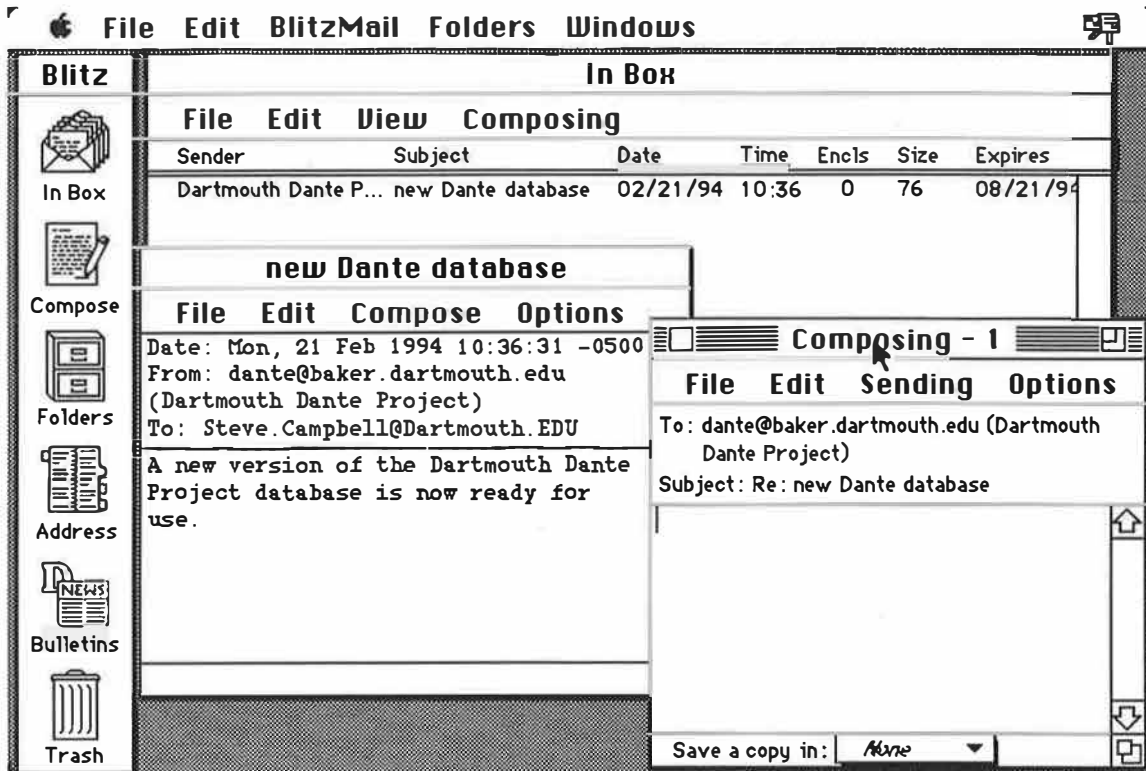 File Edit BlitzMail Folders Windows
Blitz
In Box
Compose
Folders
Address
NEWS
Bulletins
Trash
In Box
File Edit View Composing
Sender Subject Date Time Encls Size Expires
Dartmouth Dante P... new Dante database 02/21/94 10:36 0 76 08/21/94
new Dante database
File Edit Compose Options
Date: Mon, 21 Feb 1994 10:36:31 -0500
From: dante@baker.dartmouth.edu
(Dartmouth Dante Project)
To: Steve.Campbell@Dartmouth.EDU
A new version of the Dartmouth Dante
Project database is now ready for
use.
Composing - 1
File Edit Sending Options
To: dante@baker.dartmouth.edu (Dartmouth
Dante Project)
Subject: Re: new Dante database
Save a copy in: None